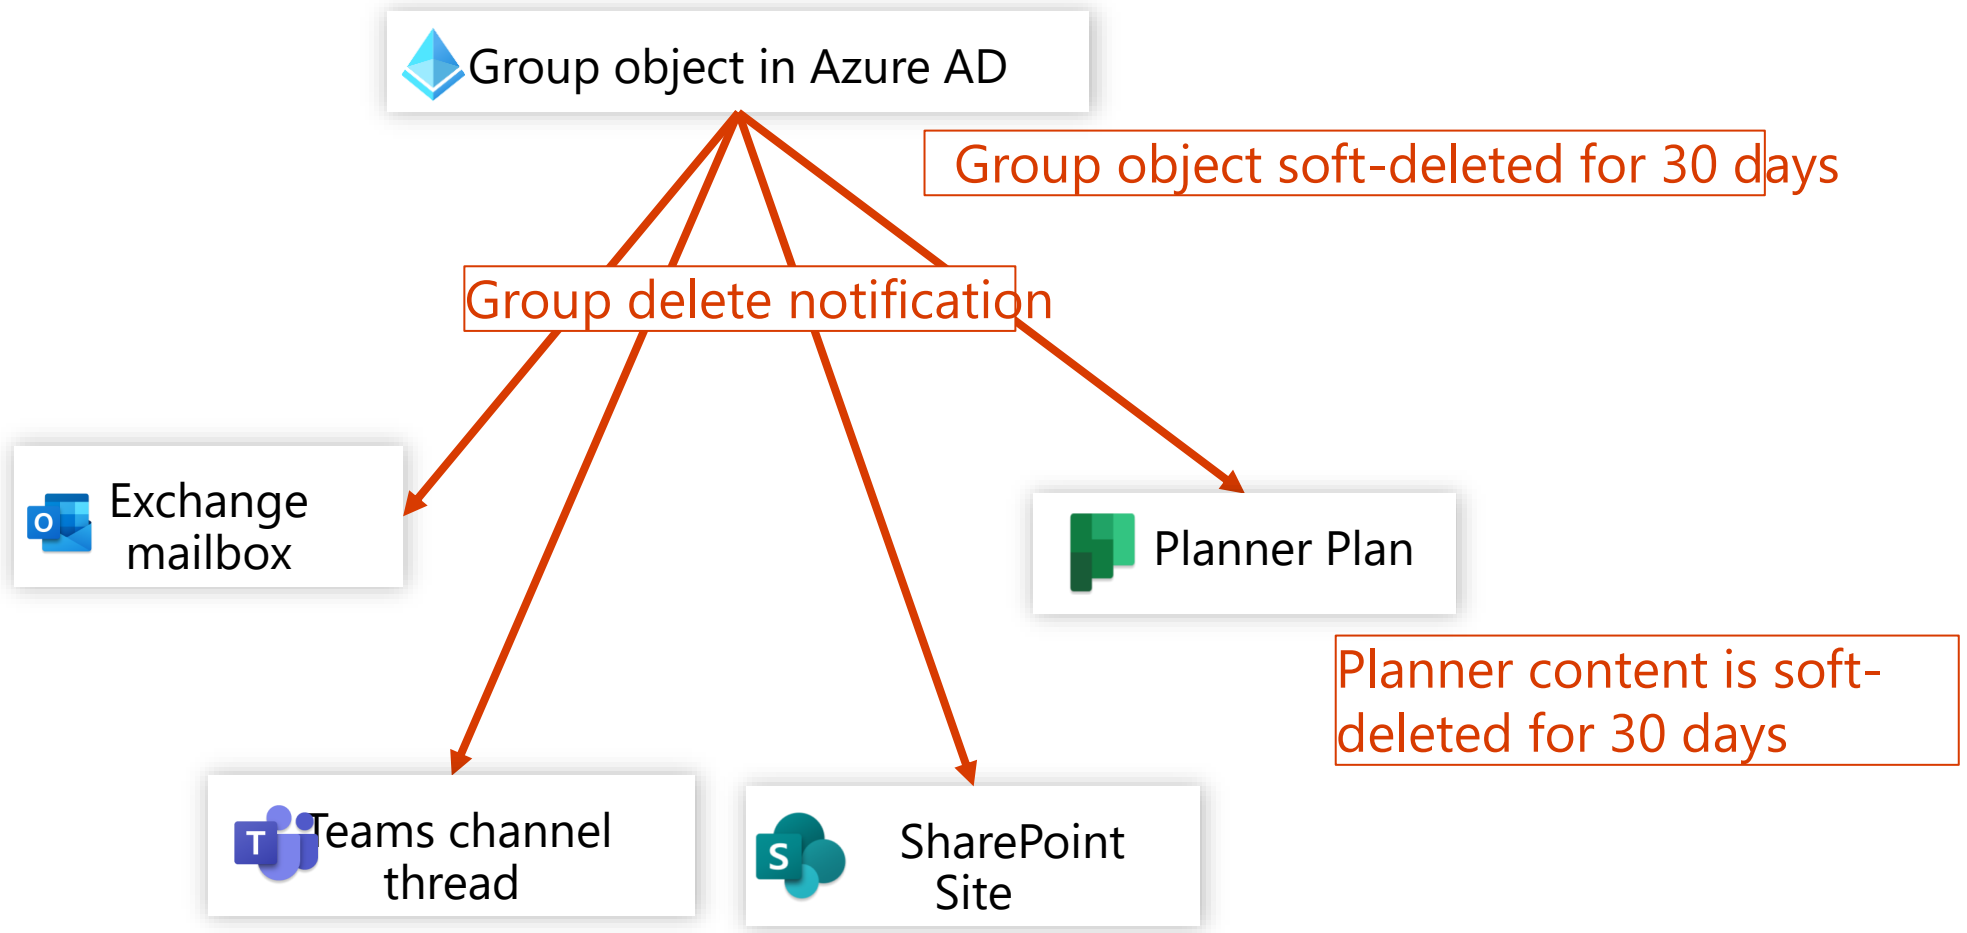 Group object in Azure AD
Group object soft-deleted for 30 days
Group delete notification
O
Exchange
mailbox
Planner Plan
Planner content is soft-
deleted for 30 days
T
Teams channel
thread
S
SharePoint
Site